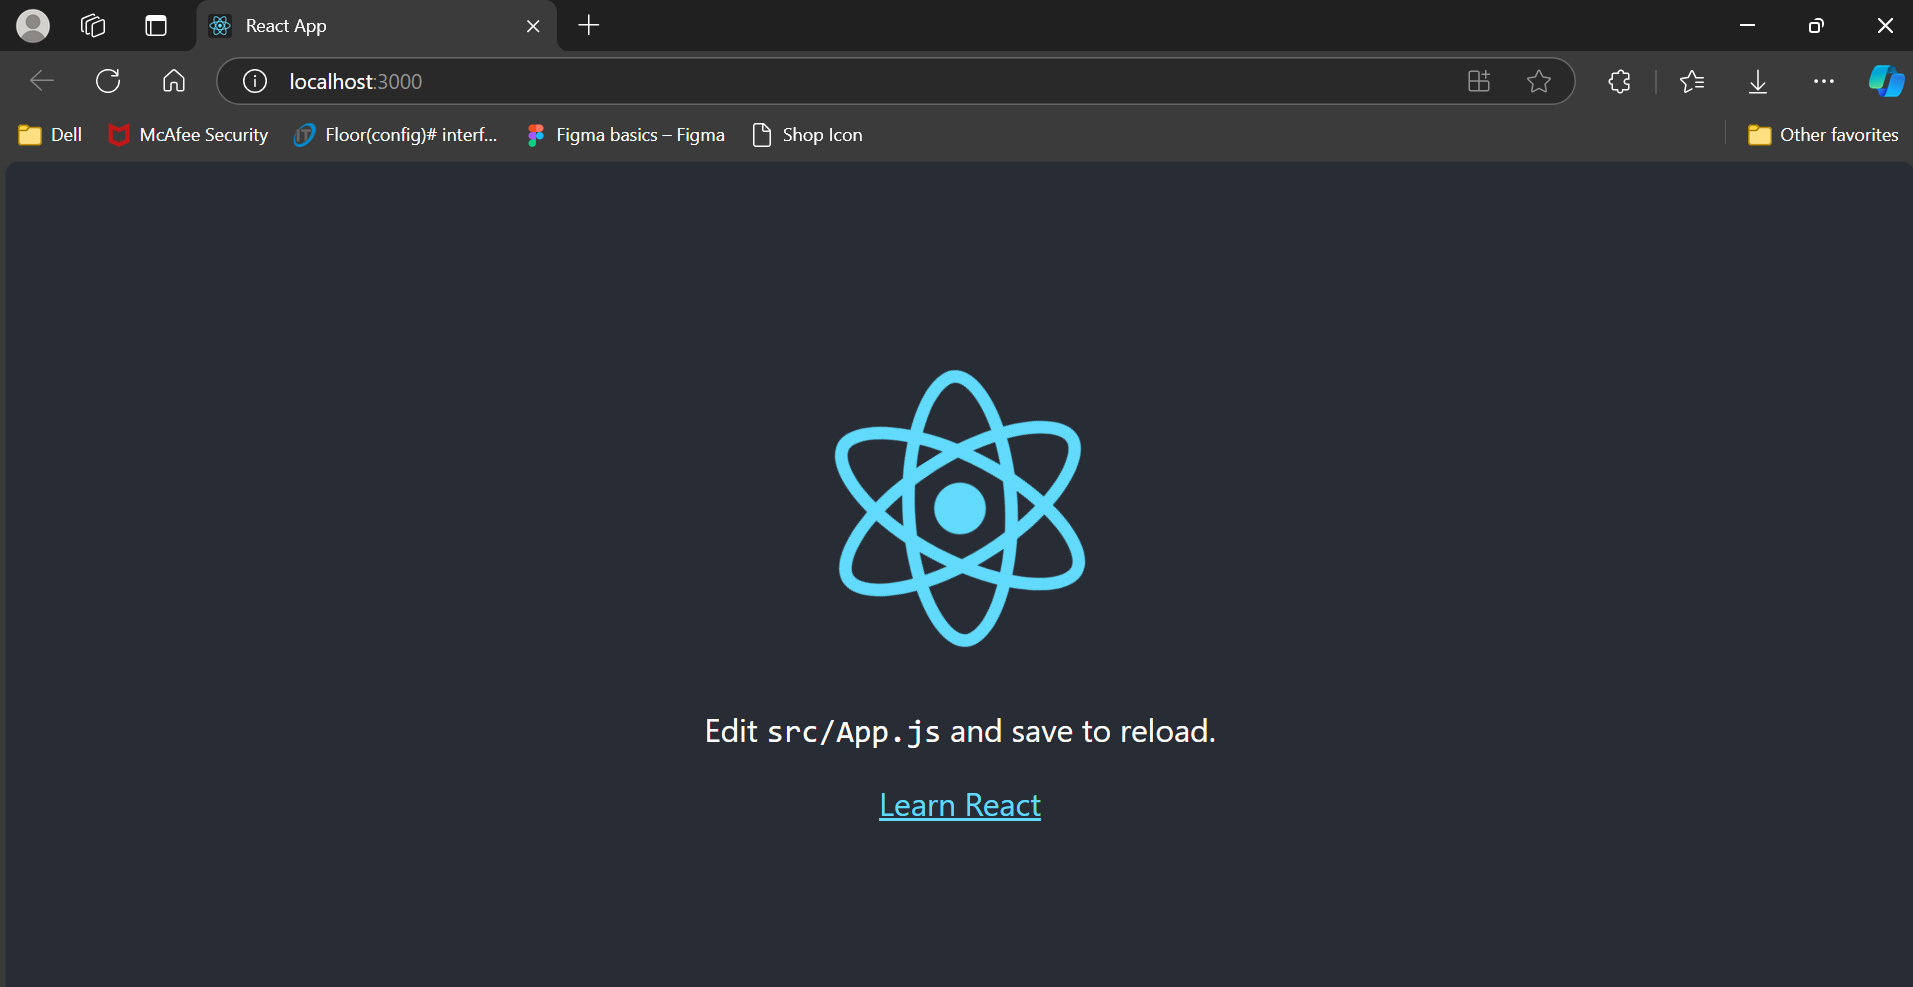 React App
localhost:3000
Dell McAfee Security Floor(config)# interf... Figma basics – Figma Shop Icon Other favorites
Edit src/App.js and save to reload.
Learn React